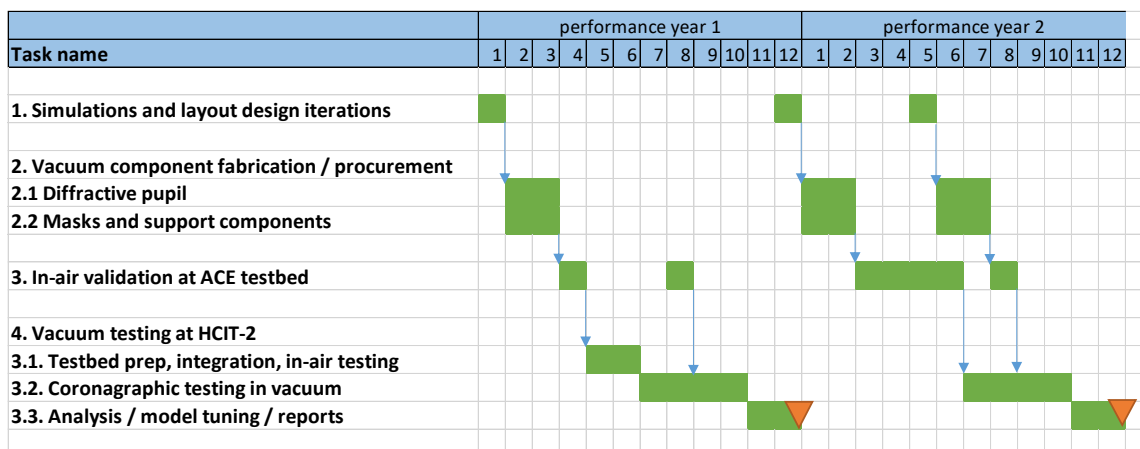 performance year 1 performance year 2
Task name 1 2 3 4 5 6 7 8 9 10 11 12 1 2 3 4 5 6 7 8 9 10 11 12
1. Simulations and layout design iterations
2. Vacuum component fabrication / procurement
2.1 Diffractive pupil
2.2 Masks and support components
3. In-air validation at ACE testbed
4. Vacuum testing at HCIT-2
3.1. Testbed prep, integration, in-air testing
3.2. Coronagraphic testing in vacuum
3.3. Analysis / model tuning / reports